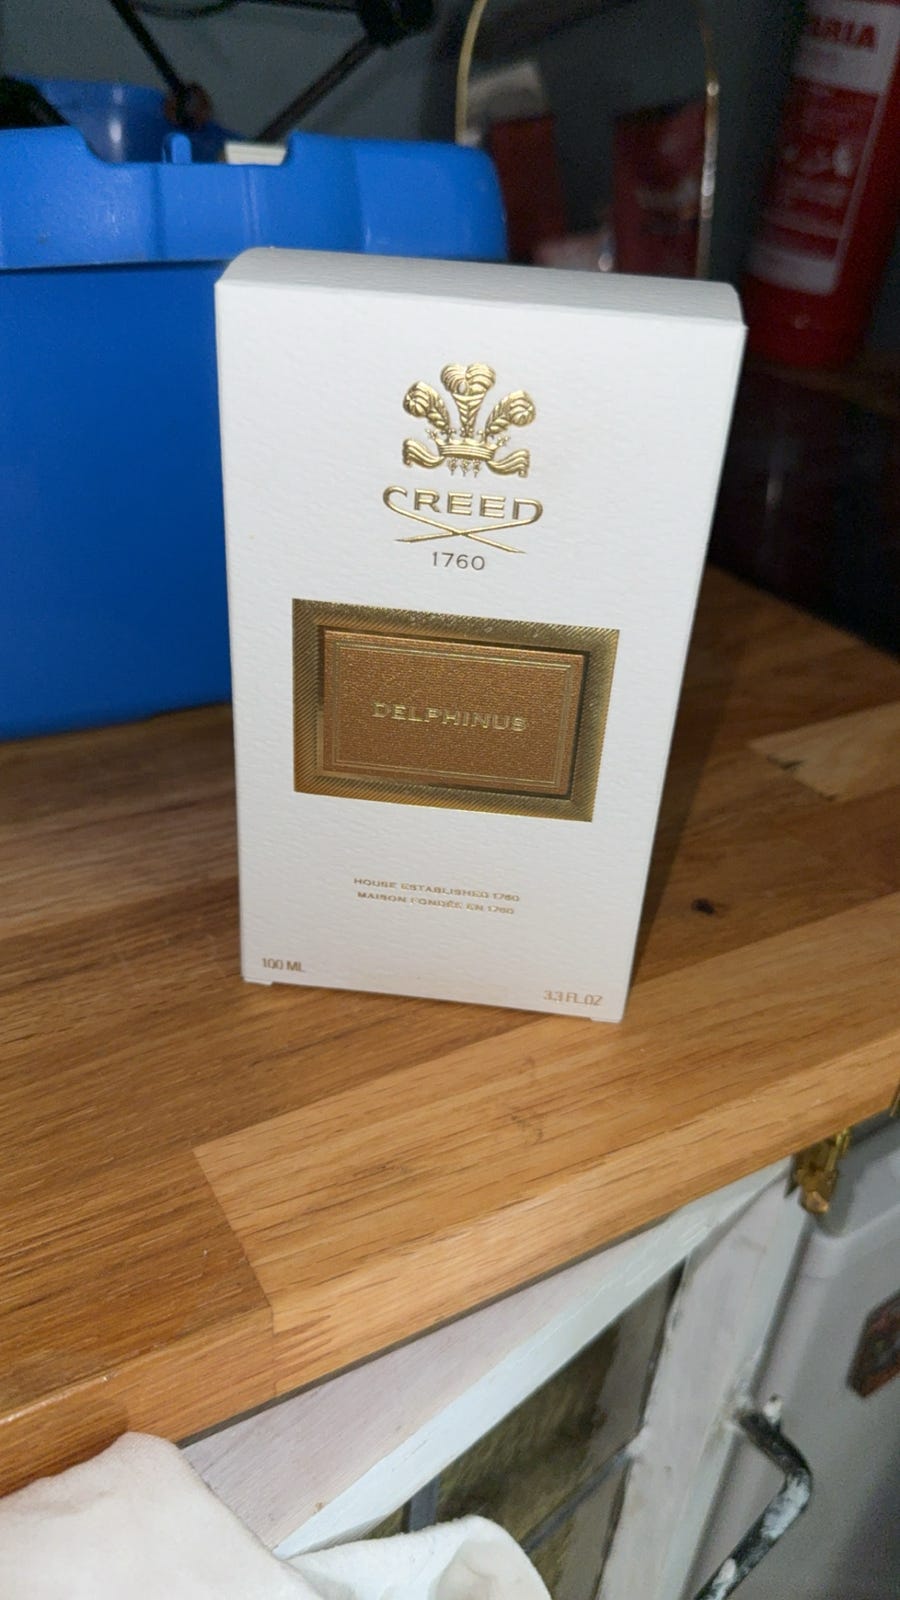 CREED
1760
DELPHINUS
HOUSE ESTABLISHED 1760
MAISON FONDÉE EN 1760
100 ML
3.3 FL.OZ